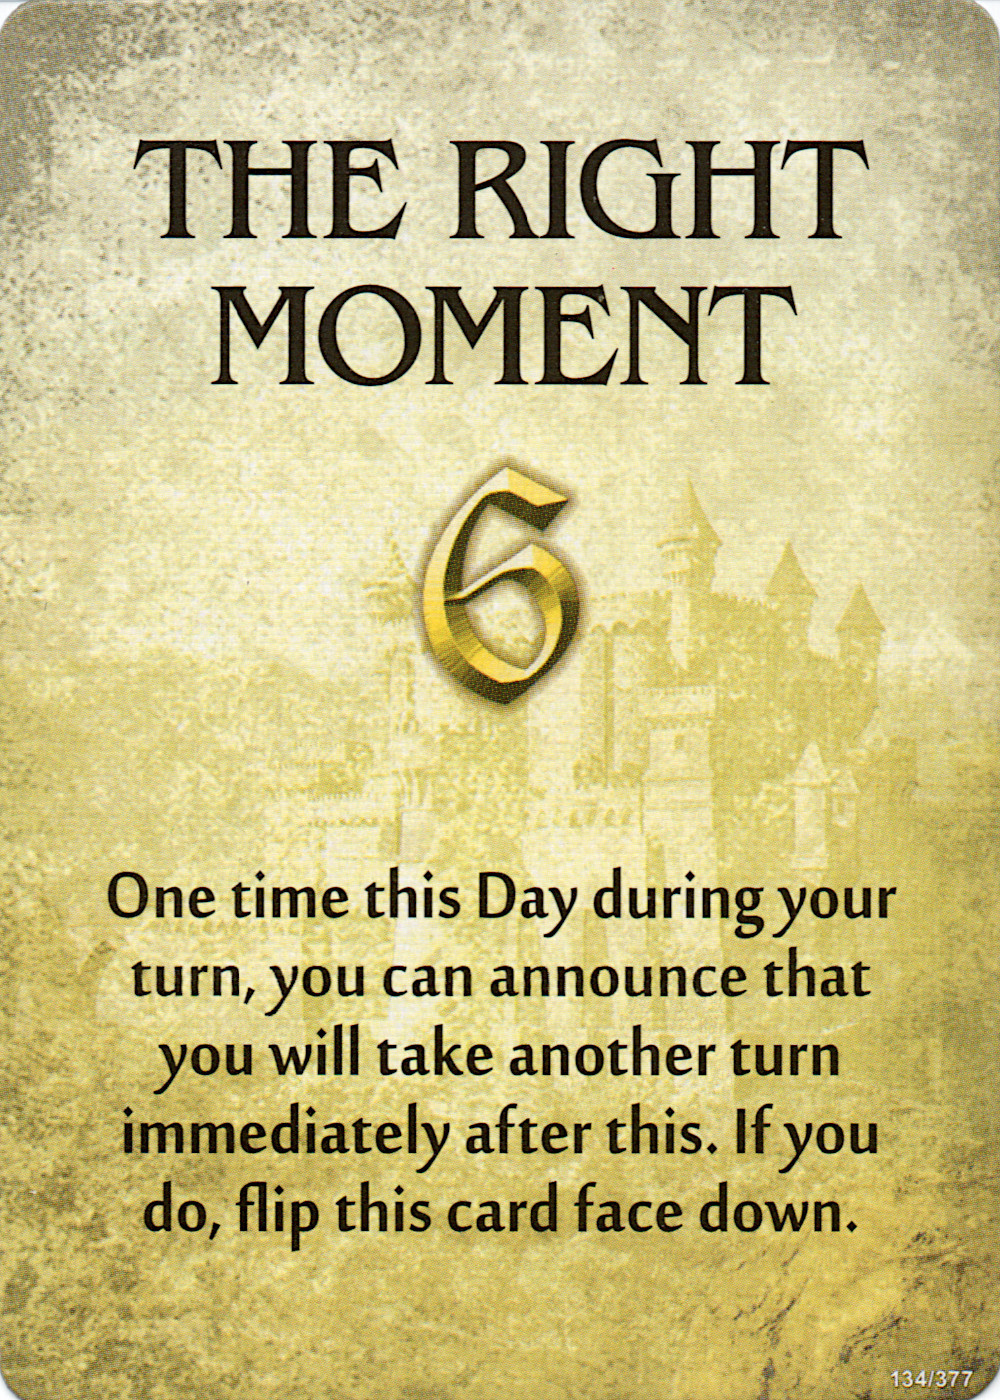 THE RIGHT
MOMENT
6
One time this Day during your
turn, you can announce that
you will take another turn
immediately after this. If you
do, flip this card face down.
134/377